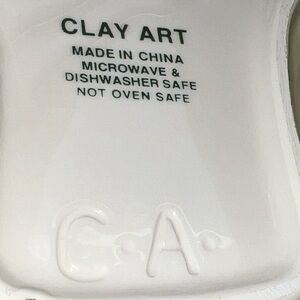 CLAY ART
MADE IN CHINA
MICROWAVE &
DISHWASHER SAFE
NOT OVEN SAFE
C·A·